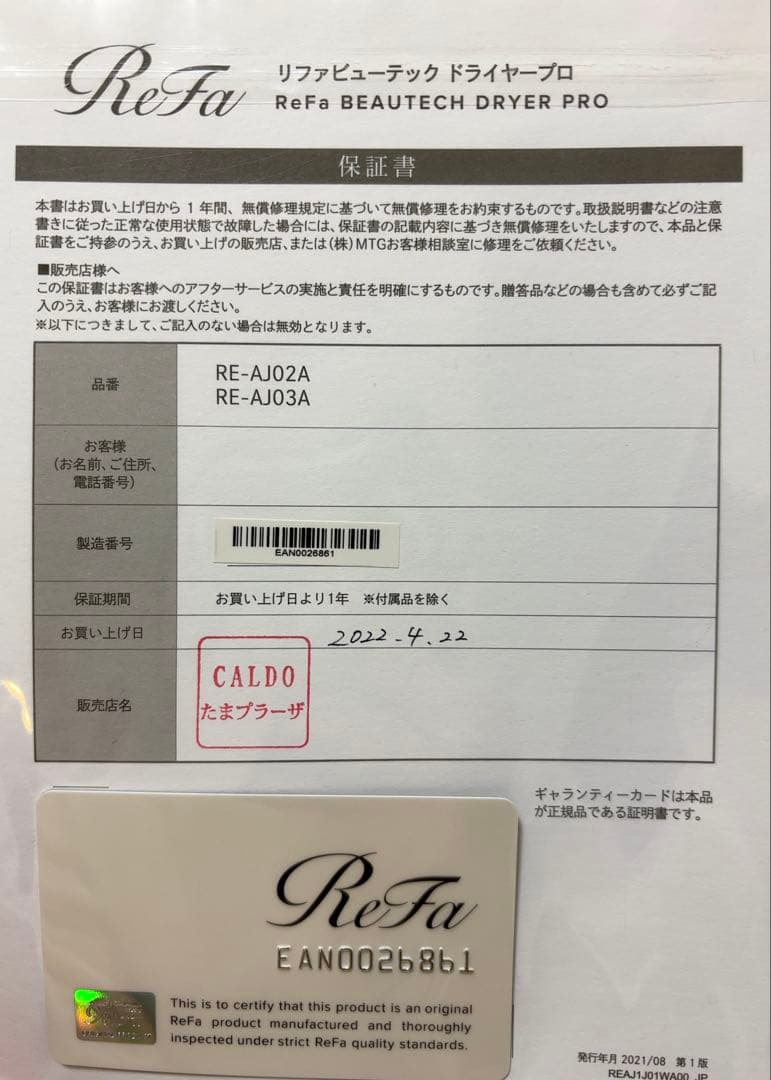 ReFa
リファビューテック ドライヤープロ
ReFa BEAUTECH DRYER PRO
保証書
本書はお買い上げ日から 1 年間、無償修理規定に基づいて無償修理をお約束するものです。取扱説明書などの注意
書きに従った正常な使用状態で故障した場合には、保証書の記載内容に基づき無償修理をいたしますので、本品と保
証書をご持参のうえ、お買い上げの販売店、または(株)MTGお客様相談室に修理をご依頼ください。
■販売店様へ
この保証書はお客様へのアフターサービスの実施と責任を明確にするものです。贈答品などの場合も含めて必ずご記
入のうえ、お客様にお渡しください。
※以下につきまして、ご記入のない場合は無効となります。
品番
RE-AJ02A
RE-AJ03A
お客様
(お名前、ご住所、
電話番号)
製造番号
EAN0026861
保証期間
お買い上げ日より1年 ※付属品を除く
お買い上げ日
2022-4.22
販売店名
CALDO
たまプラーザ
ギャランティーカードは本品
が正規品である証明書です。
ReFa
EAN0026861
This is to certify that this product is an original
ReFa product manufactured and thoroughly
inspected under strict ReFa quality standards.
発行年月 2021/08 第1版
REAJ1J01WA00_JP